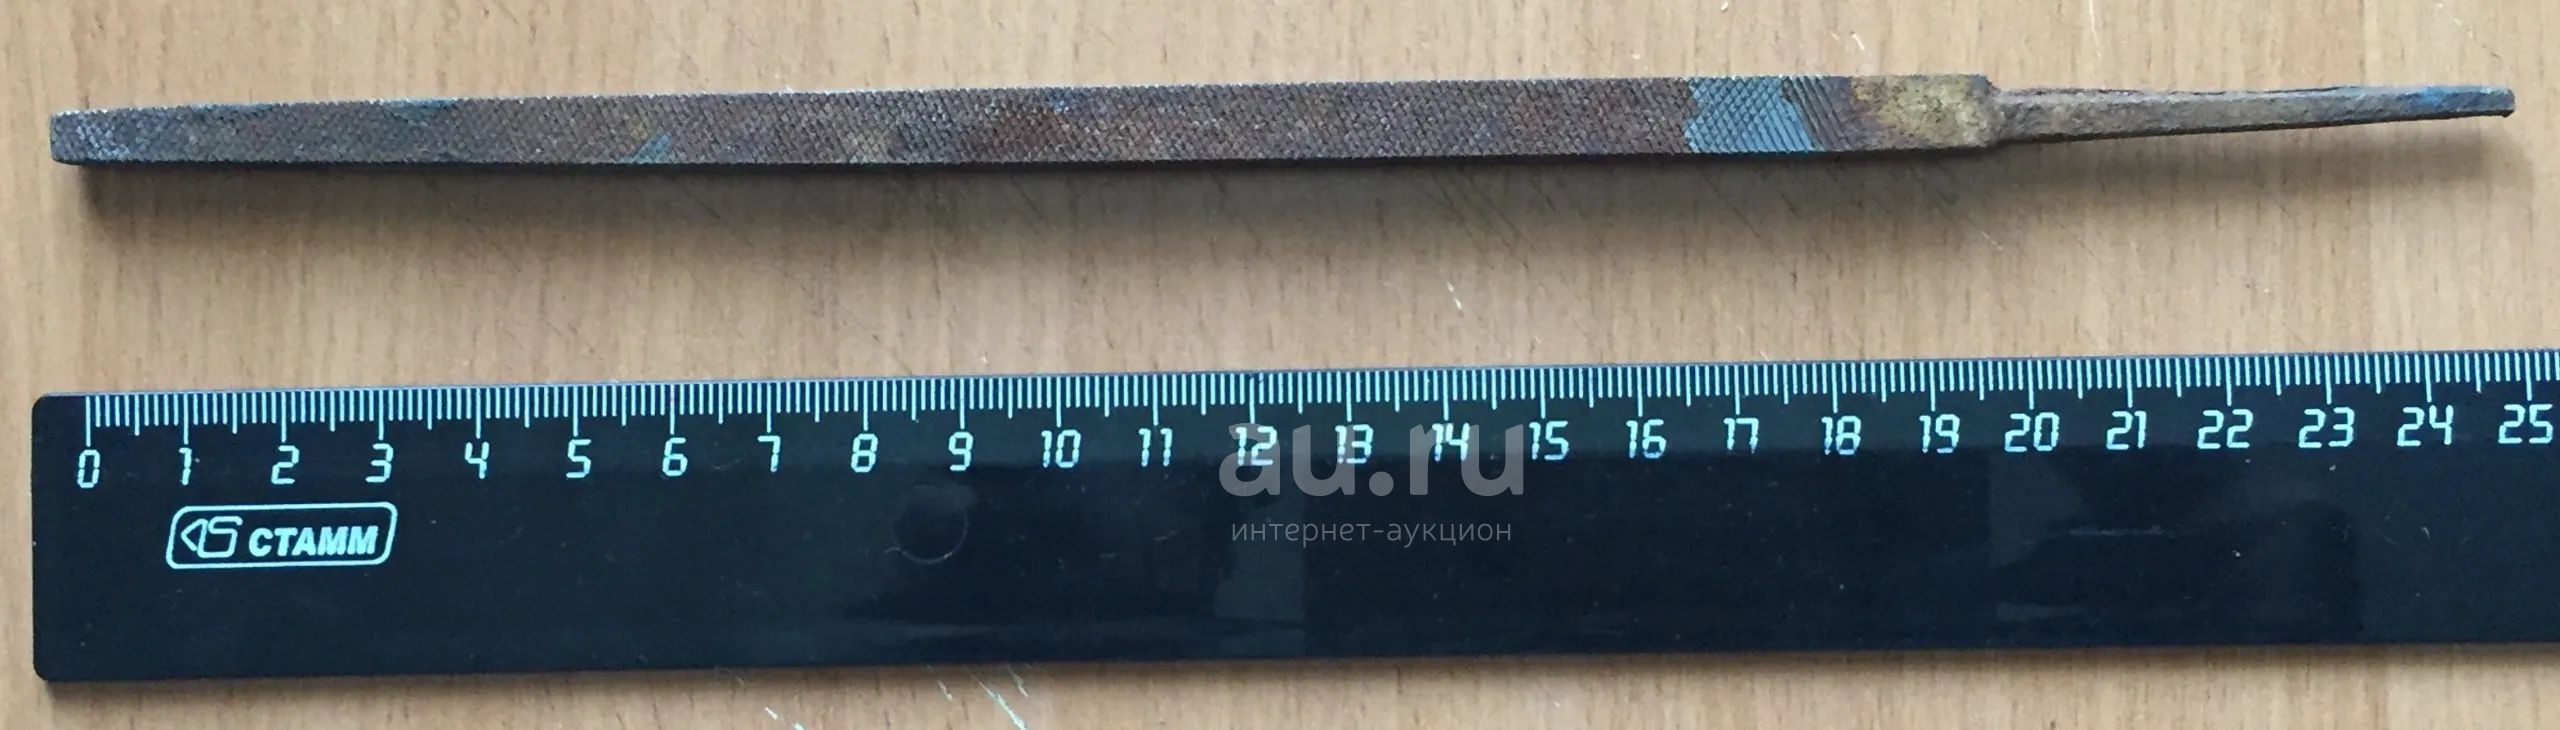 0 1 2 3 4 5 6 7 8 9 10 11 12 13 14 15 16 17 18 19 20 21 22 23 24 25
СТАММ
au.ru
интернет-аукцион